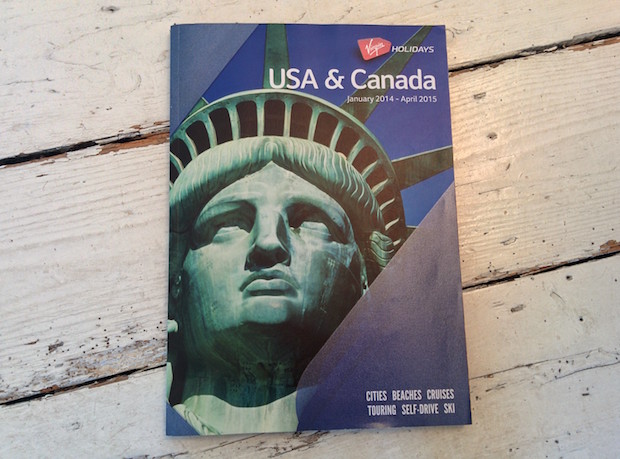 Virgin HOLIDAYS
USA & Canada
January 2014 – April 2015
CITIES BEACHES CRUISES
TOURING SELF-DRIVE SKI